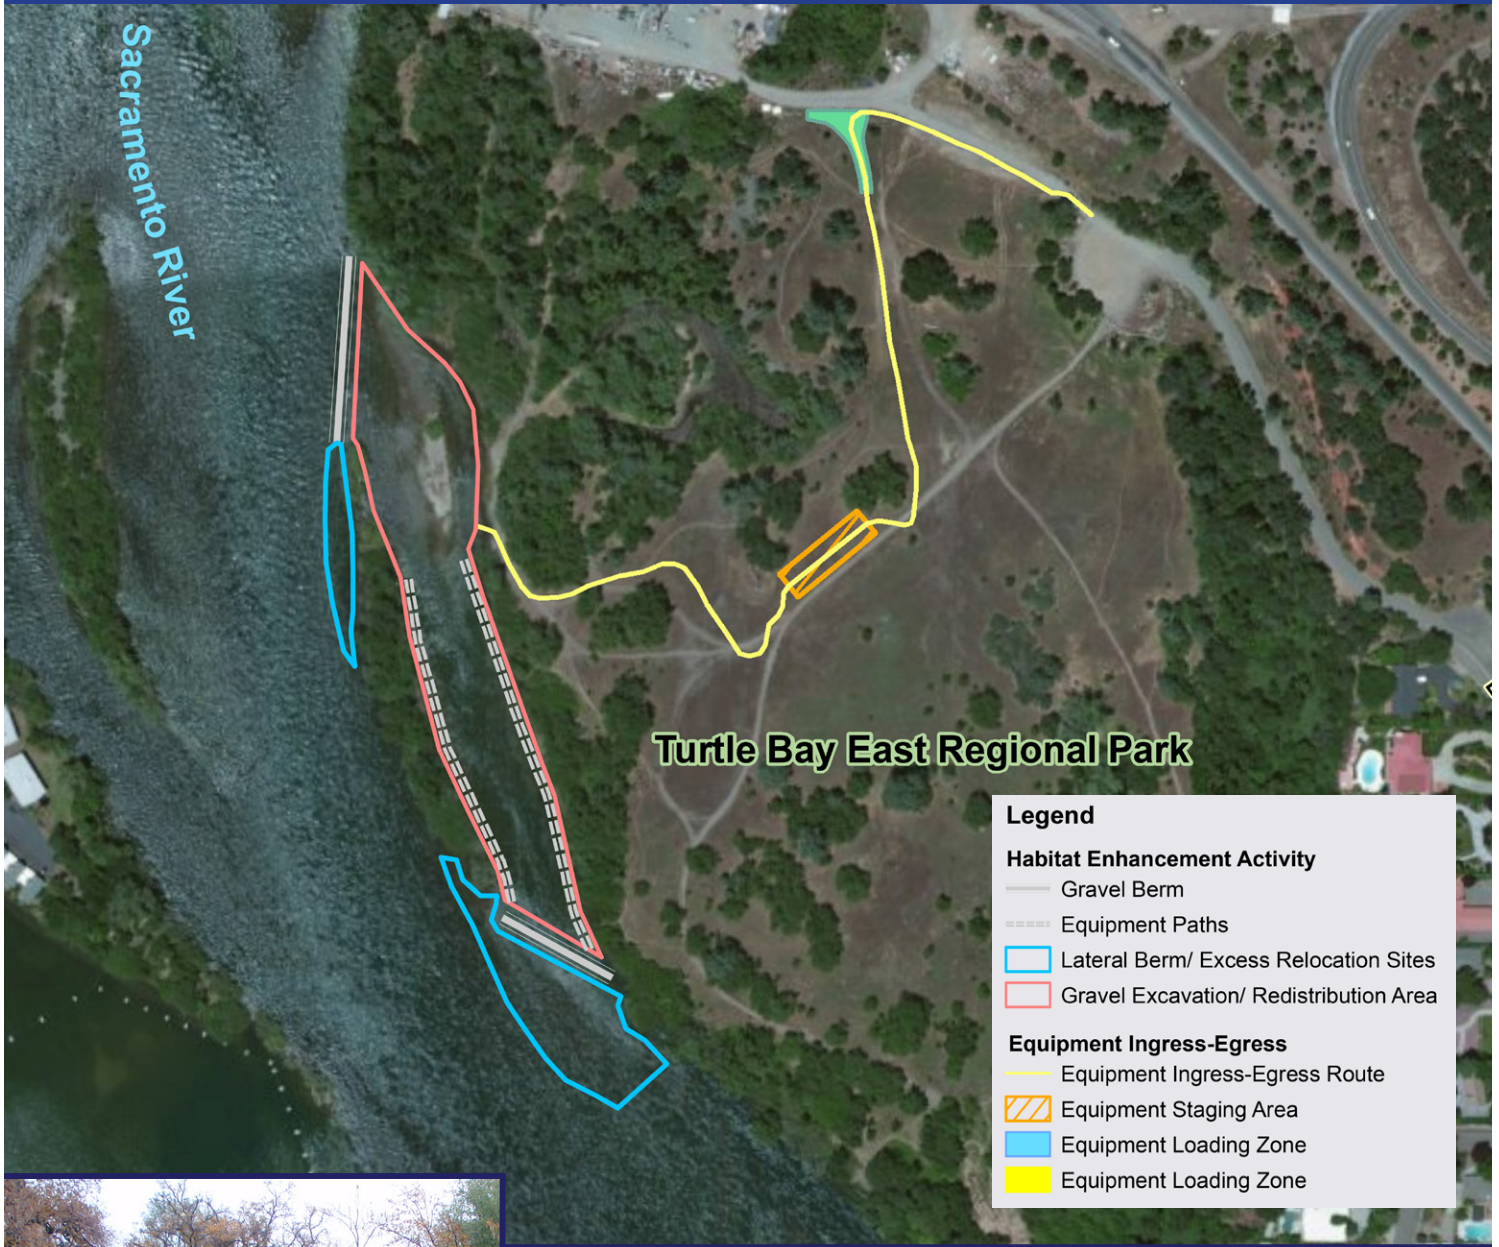 Sacramento River
Turtle Bay East Regional Park
Legend
Habitat Enhancement Activity
Gravel Berm
Equipment Paths
Lateral Berm/ Excess Relocation Sites
Gravel Excavation/ Redistribution Area
Equipment Ingress-Egress
Equipment Ingress-Egress Route
Equipment Staging Area
Equipment Loading Zone
Equipment Loading Zone